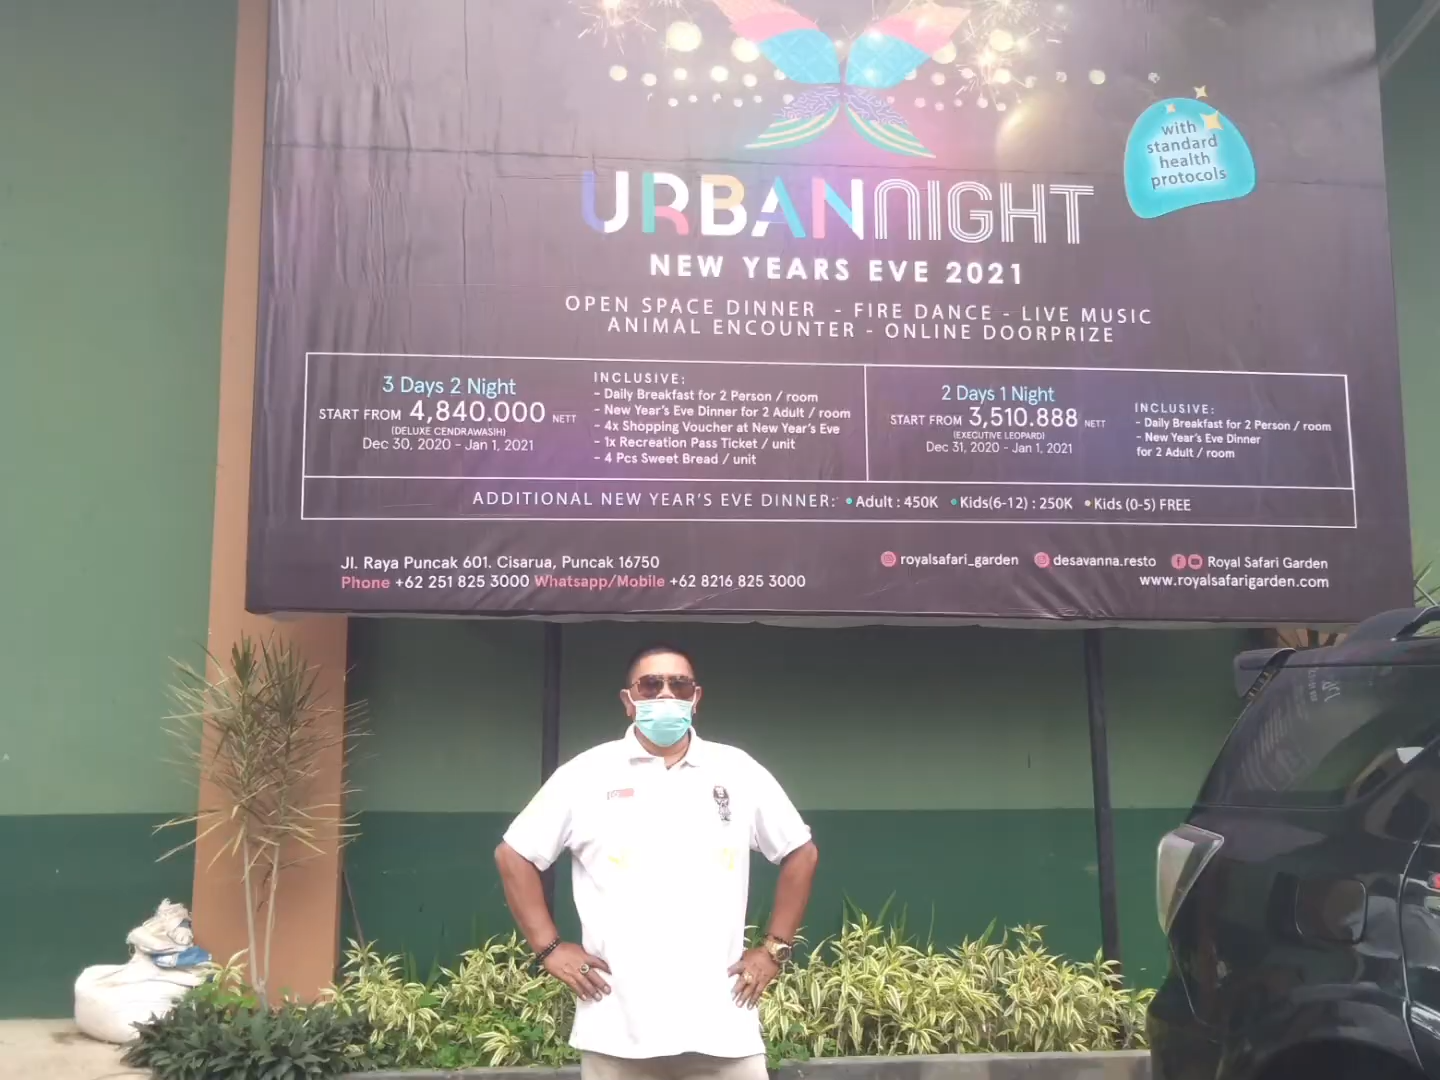 with
standard
health
protocols
URBANNIGHT
NEW YEARS EVE 2021
OPEN SPACE DINNER - FIRE DANCE - LIVE MUSIC
ANIMAL ENCOUNTER - ONLINE DOORPRIZE
3 Days 2 Night
START FROM 4,840.000 NETT
(DELUXE CENDRAWASIH)
Dec 30, 2020 - Jan 1, 2021
INCLUSIVE:
- Daily Breakfast for 2 Person / room
- New Year's Eve Dinner for 2 Adult / room
- 4x Shopping Voucher at New Year's Eve
- 1x Recreation Pass Ticket / unit
- 4 Pcs Sweet Bread / unit
2 Days 1 Night
START FROM 3,510.888 NETT
(EXECUTIVE LEOPARD)
Dec 31, 2020 - Jan 1, 2021
INCLUSIVE:
- Daily Breakfast for 2 Person / room
- New Year's Eve Dinner
for 2 Adult / room
ADDITIONAL NEW YEAR'S EVE DINNER: • Adult : 450K • Kids(6-12) : 250K • Kids (0-5) FREE
Jl. Raya Puncak 601. Cisarua, Puncak 16750
Phone +62 251 825 3000 Whatsapp/Mobile +62 8216 825 3000
royalsafari_garden desavanna.resto Royal Safari Garden
www.royalsafarigarden.com